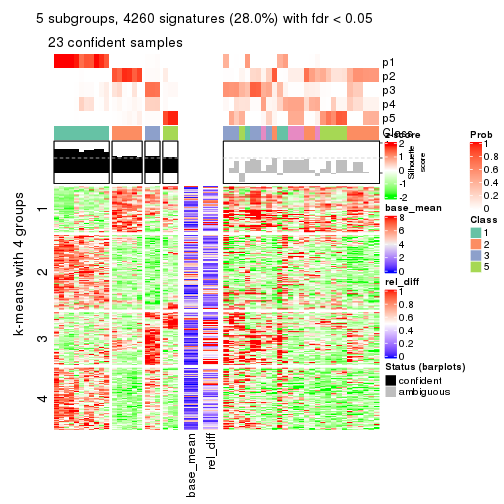 5 subgroups, 4260 signatures (28.0%) with fdr < 0.05
23 confident samples
p1
p2
p3
p4
p5
Class
z-score
2
1
0
-1
-2
Silhouette
score
base_mean
8
6
4
2
0
rel_diff
1
0.8
0.6
0.4
0.2
0
Status (barplots)
confident
ambiguous
Prob
1
0.8
0.6
0.4
0.2
0
Class
1
2
3
5
k-means with 4 groups
1
2
3
4
base_mean
rel_diff